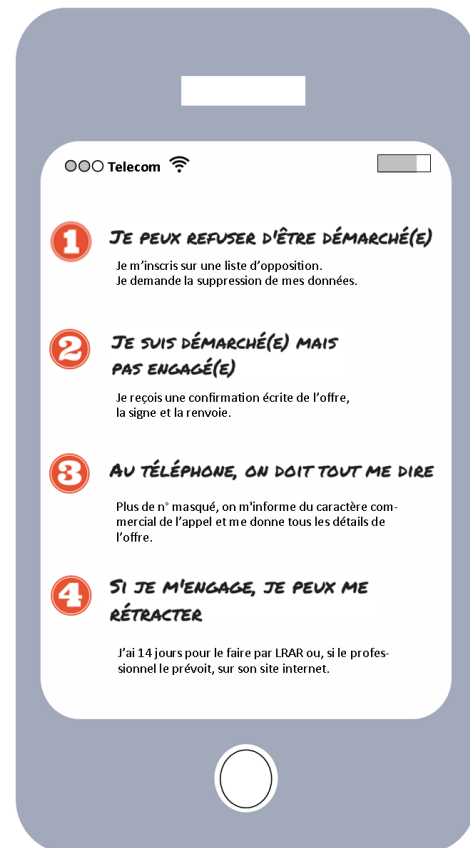 Telecom
1 JE PEUX REFUSER D'ÊTRE DÉMARCHÉ(E)
Je m'inscris sur une liste d'opposition.
Je demande la suppression de mes données.
2 JE SUIS DÉMARCHÉ(E) MAIS
PAS ENGAGÉ(E)
Je reçois une confirmation écrite de l'offre,
la signe et la renvoie.
3 AU TÉLÉPHONE, ON DOIT TOUT ME DIRE
Plus de n° masqué, on m'informe du caractère com-
mercial de l'appel et me donne tous les détails de
l'offre.
4 SI JE M'ENGAGE, JE PEUX ME
RÉTRACTER
J'ai 14 jours pour le faire par LRAR ou, si le profes-
sionnel le prévoit, sur son site internet.